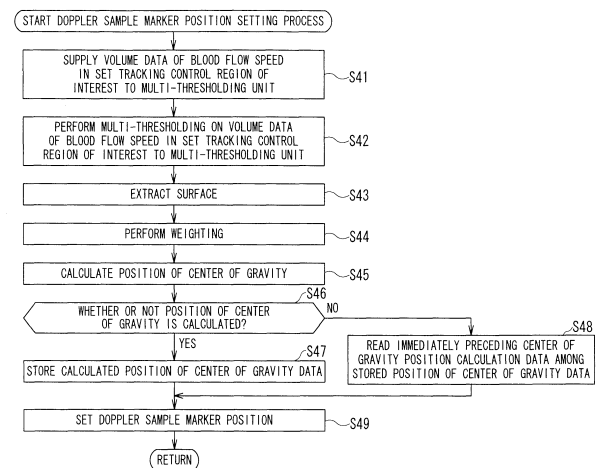 START DOPPLER SAMPLE MARKER POSITION SETTING PROCESS
SUPPLY VOLUME DATA OF BLOOD FLOW SPEED
IN SET TRACKING CONTROL REGION OF
INTEREST TO MULTI-THRESHOLDING UNIT
S41
PERFORM MULTI-THRESHOLDING ON VOLUME DATA
OF BLOOD FLOW SPEED IN SET TRACKING CONTROL
REGION OF INTEREST TO MULTI-THRESHOLDING UNIT
S42
EXTRACT SURFACE
S43
PERFORM WEIGHTING
S44
CALCULATE POSITION OF CENTER OF GRAVITY
S45
S46
WHETHER OR NOT POSITION OF CENTER
OF GRAVITY IS CALCULATED?
NO
YES
S47
STORE CALCULATED POSITION OF CENTER OF GRAVITY DATA
S48
READ IMMEDIATELY PRECEDING CENTER OF
GRAVITY POSITION CALCULATION DATA AMONG
STORED POSITION OF CENTER OF GRAVITY DATA
SET DOPPLER SAMPLE MARKER POSITION
S49
RETURN